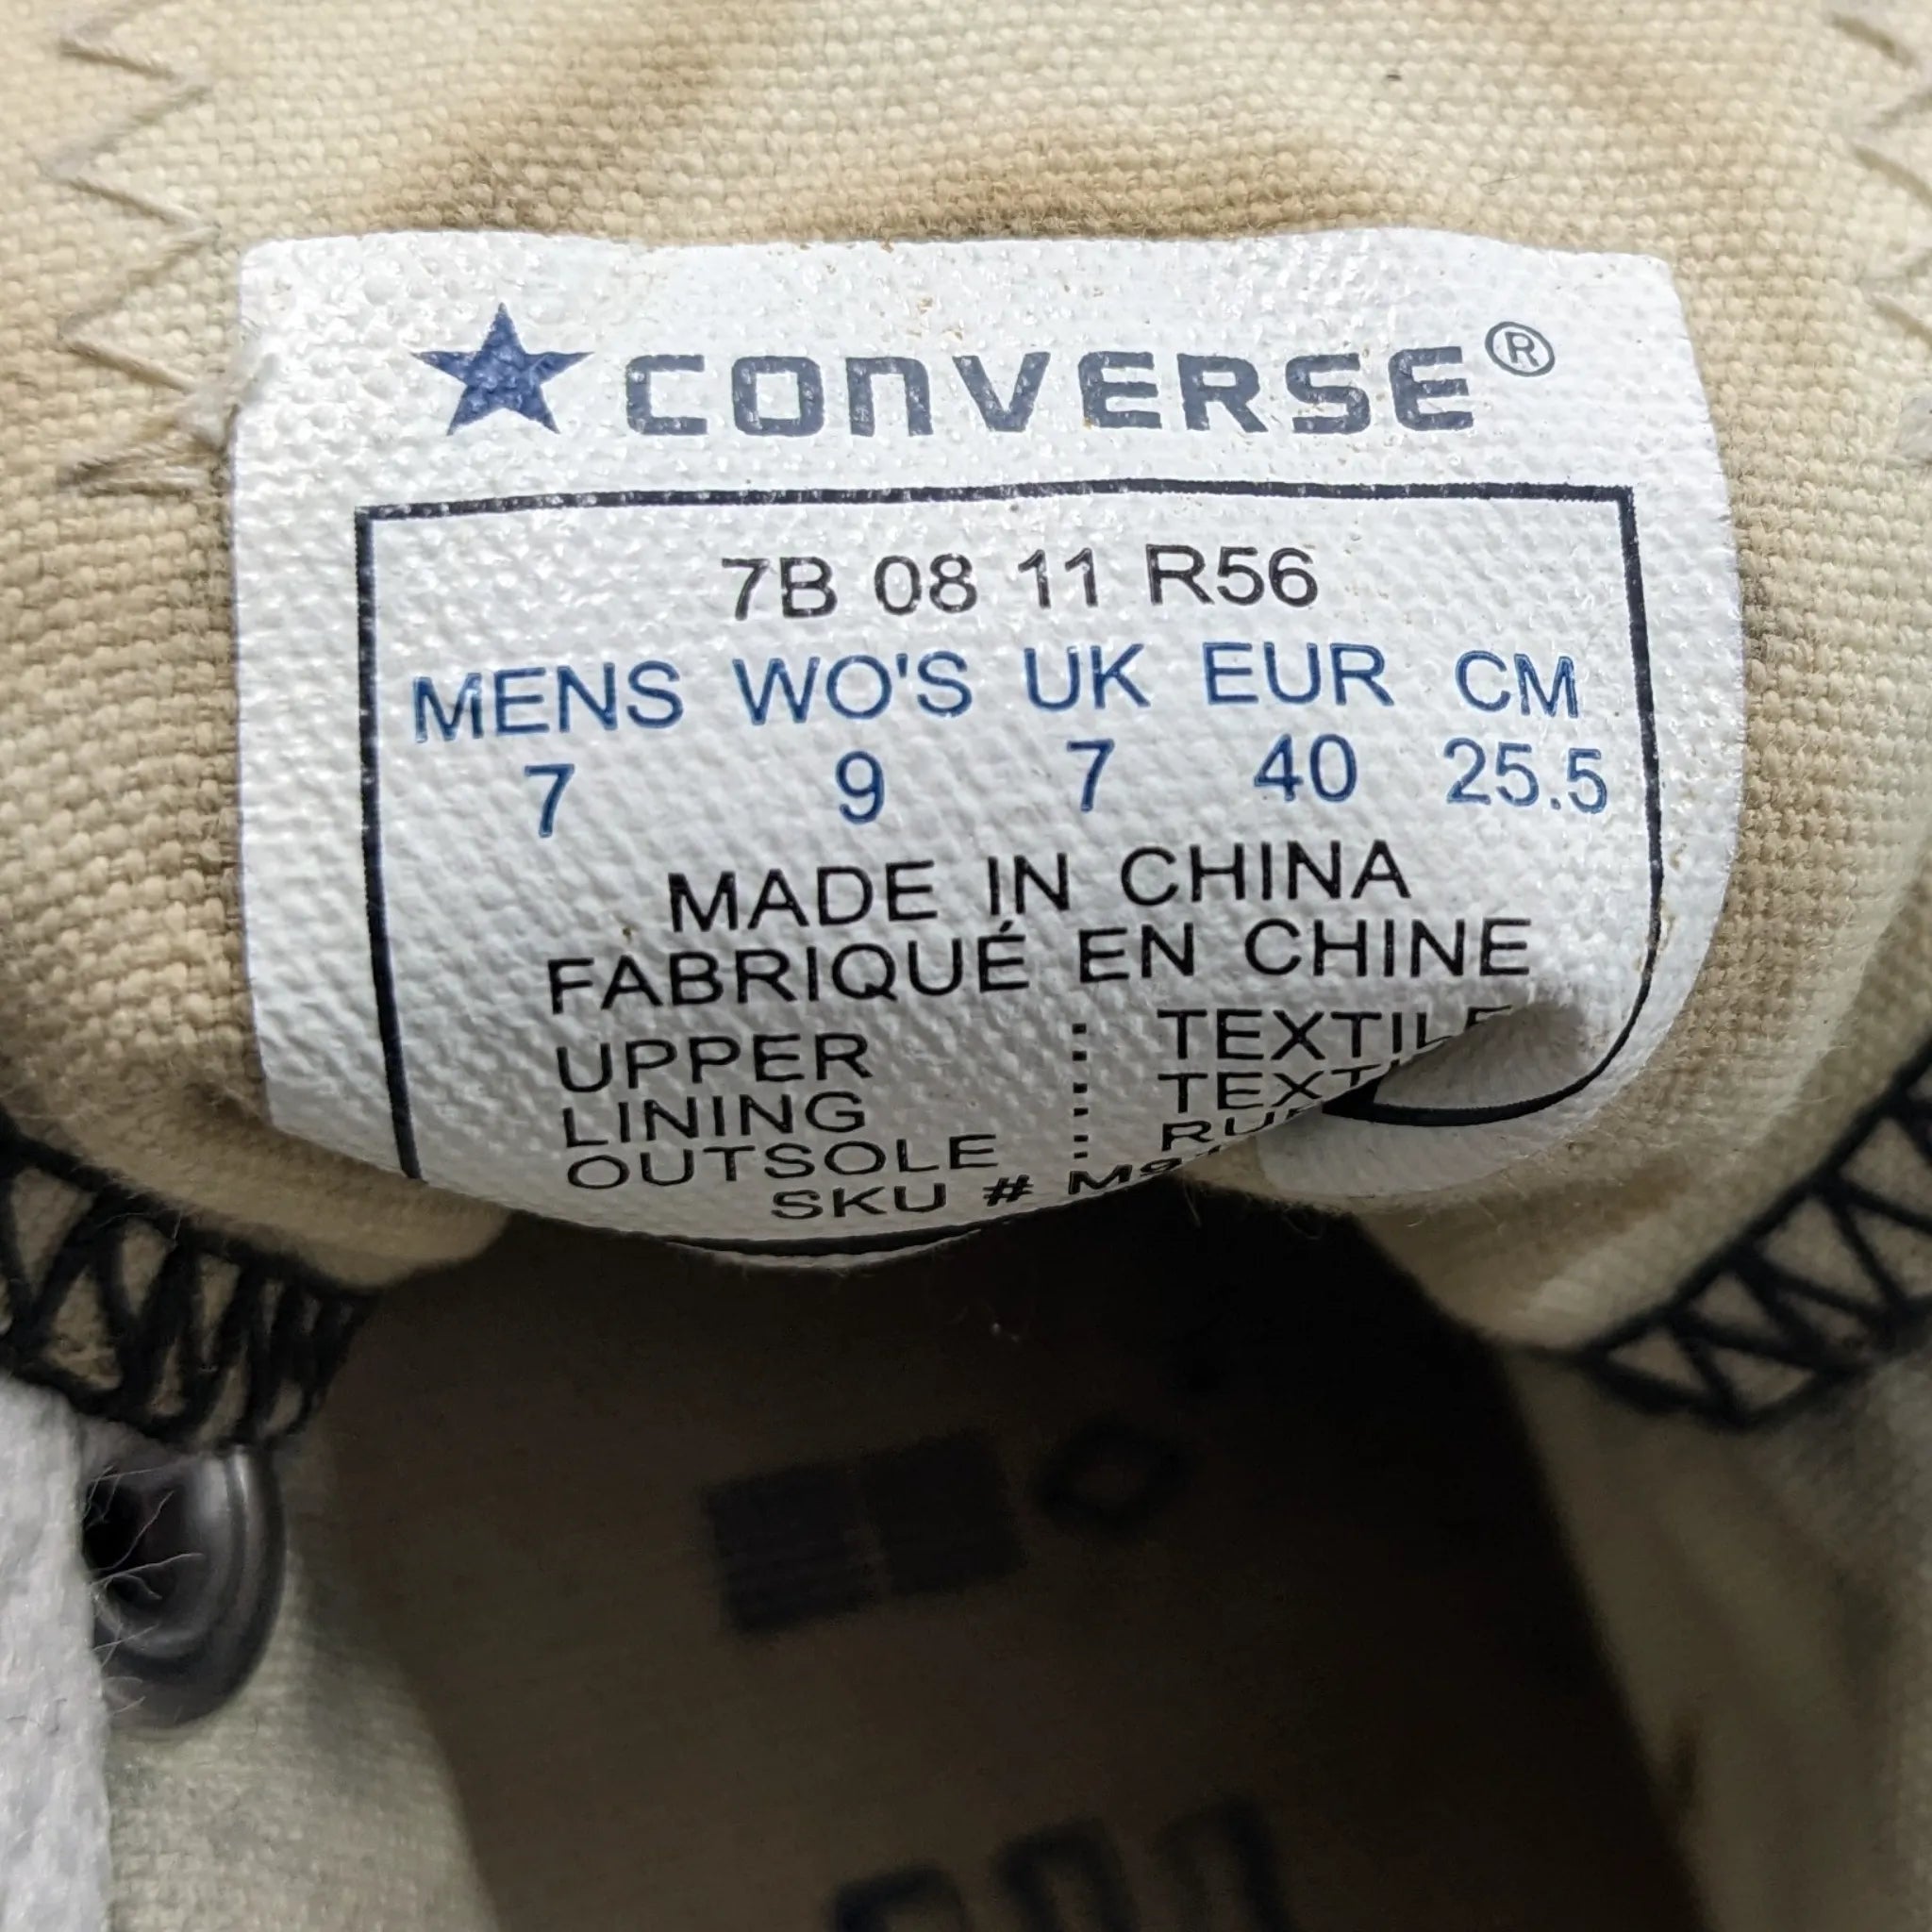 CONVERSE®
7B 08 11 R56
MENS WO'S UK EUR CM
7 9 7 40 25.5
MADE IN CHINA
FABRIQUÉ EN CHINE
UPPER : TEXTILE
LINING :
OUTSOLE :
SKU #